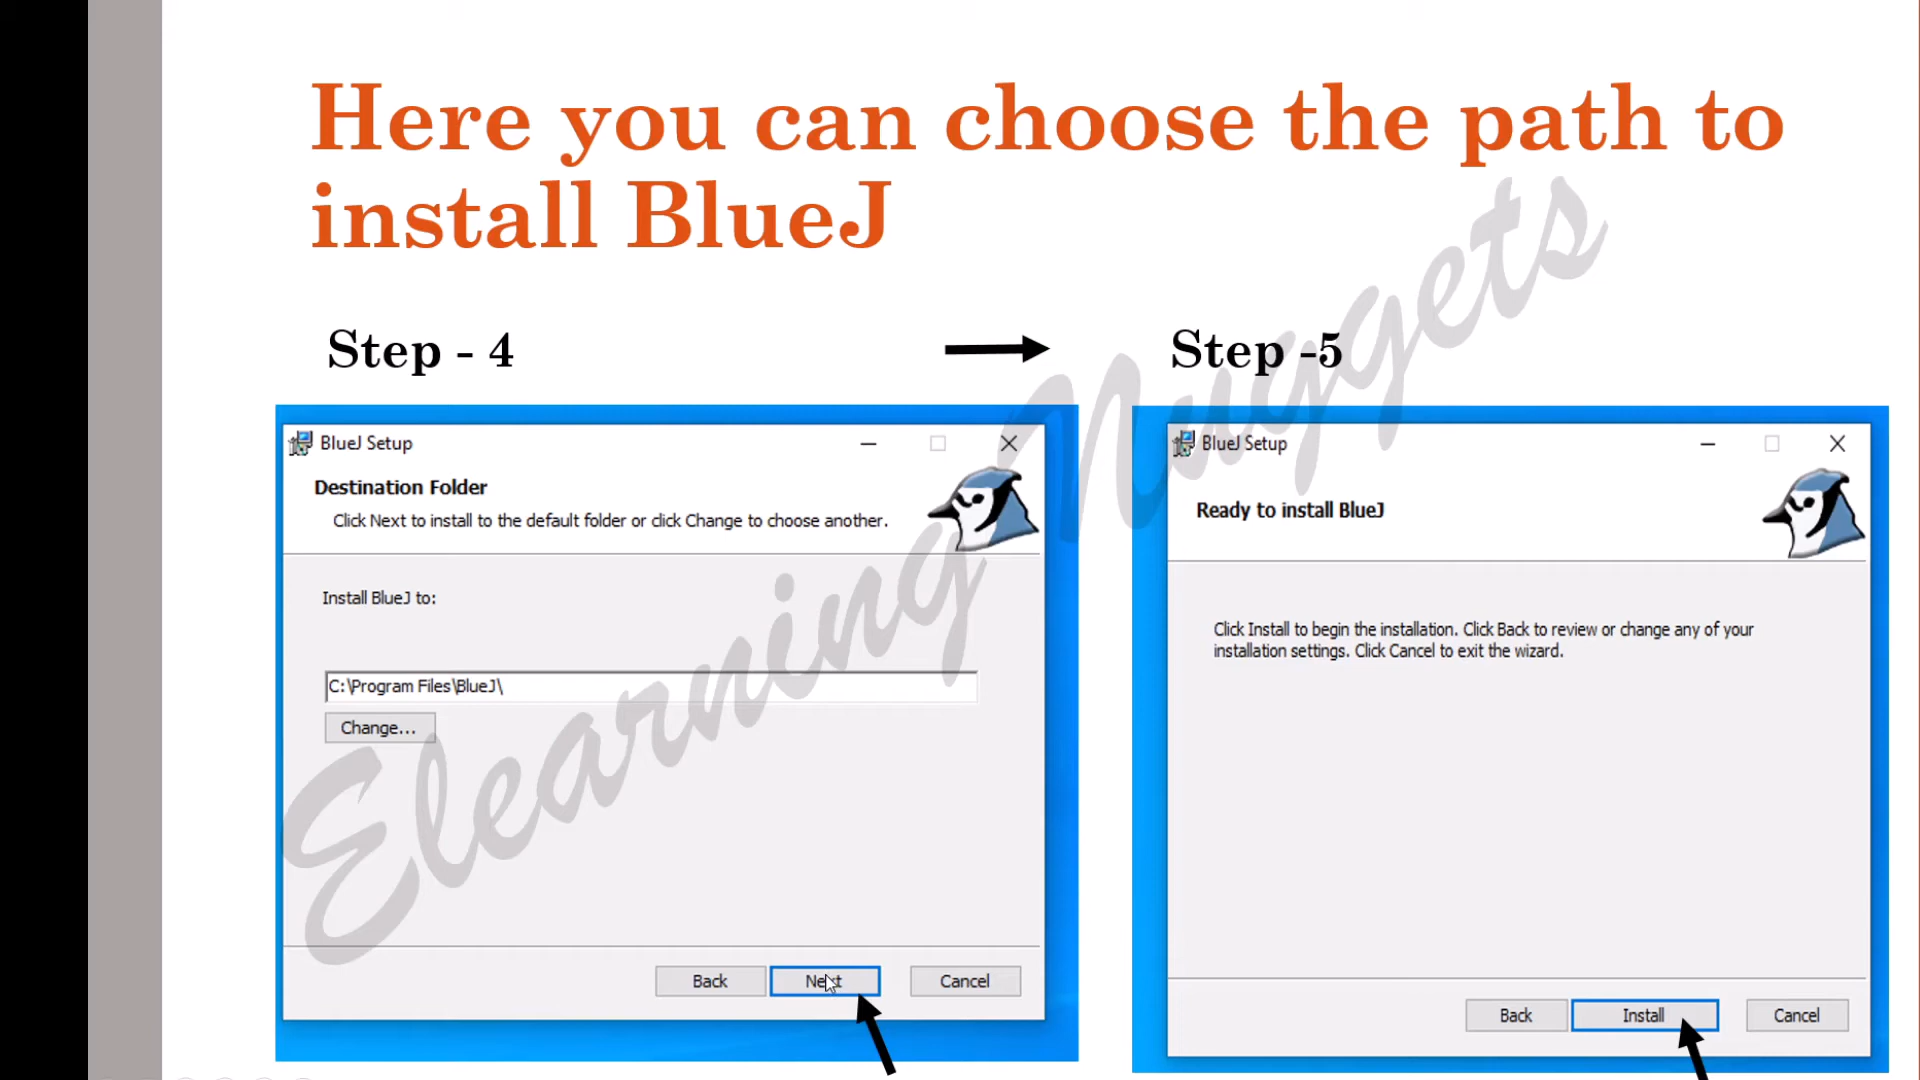 Here you can choose the path to
install BlueJ
Step - 4
Step -5
BlueJ Setup
Destination Folder
Click Next to install to the default folder or click Change to choose another.
Install BlueJ to:
C:\Program Files\BlueJ\
Change...
Back
Next
Cancel
BlueJ Setup
Ready to install BlueJ
Click Install to begin the installation. Click Back to review or change any of your
installation settings. Click Cancel to exit the wizard.
Back
Install
Cancel
Elearning Nuggets